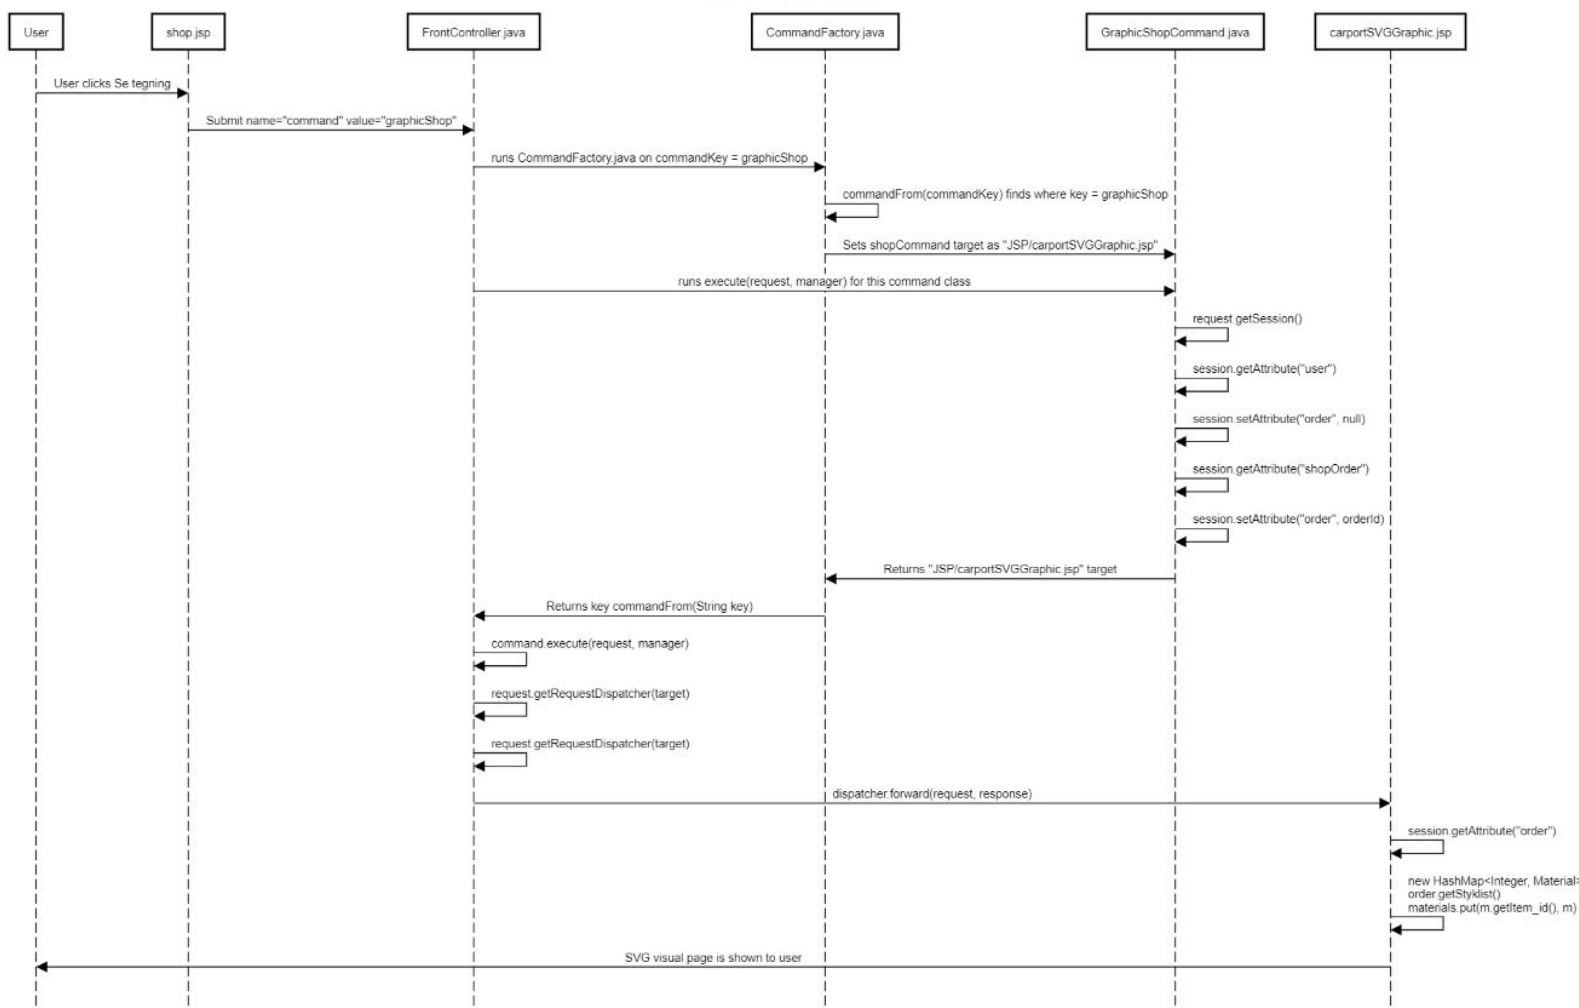 User
shop.jsp
FrontController.java
CommandFactory.java
GraphicShopCommand.java
carportSVGGraphic.jsp
User clicks Se tegning
Submit name="command" value="graphicShop"
runs CommandFactory.java on commandKey = graphicShop
commandFrom(commandKey) finds where key = graphicShop
Sets shopCommand target as "JSP/carportSVGGraphic.jsp"
runs execute(request, manager) for this command class
request.getSession()
session.getAttribute("user")
session.setAttribute("order", null)
session.getAttribute("shopOrder")
session.setAttribute("order", orderId)
Returns "JSP/carportSVGGraphic.jsp" target
Returns key commandFrom(String key)
command.execute(request, manager)
request.getRequestDispatcher(target)
request.getRequestDispatcher(target)
dispatcher.forward(request, response)
session.getAttribute("order")
new HashMap<Integer, Material>
order.getStyklist()
materials.put(m.getItem_id(), m)
SVG visual page is shown to user